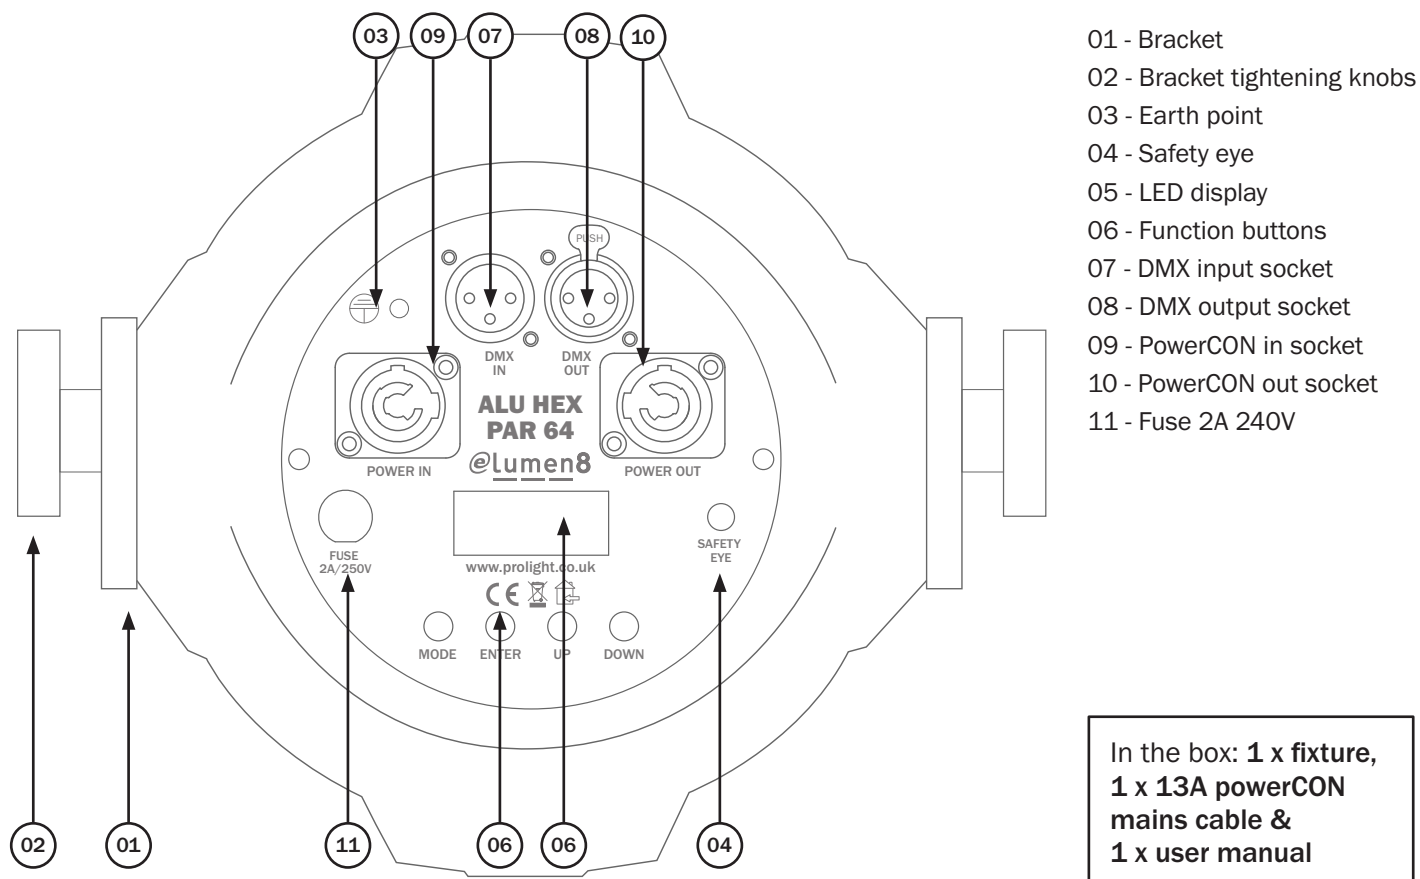 03 09 07 08 10
PUSH
DMX
IN
DMX
OUT
ALU HEX
PAR 64
elumen8
POWER IN
POWER OUT
FUSE
2A/250V
SAFETY
EYE
www.prolight.co.uk
CE
MODE ENTER UP DOWN
02 01 11 06 06 04
01 - Bracket
02 - Bracket tightening knobs
03 - Earth point
04 - Safety eye
05 - LED display
06 - Function buttons
07 - DMX input socket
08 - DMX output socket
09 - PowerCON in socket
10 - PowerCON out socket
11 - Fuse 2A 240V
In the box: 1 x fixture,
1 x 13A powerCON
mains cable &
1 x user manual